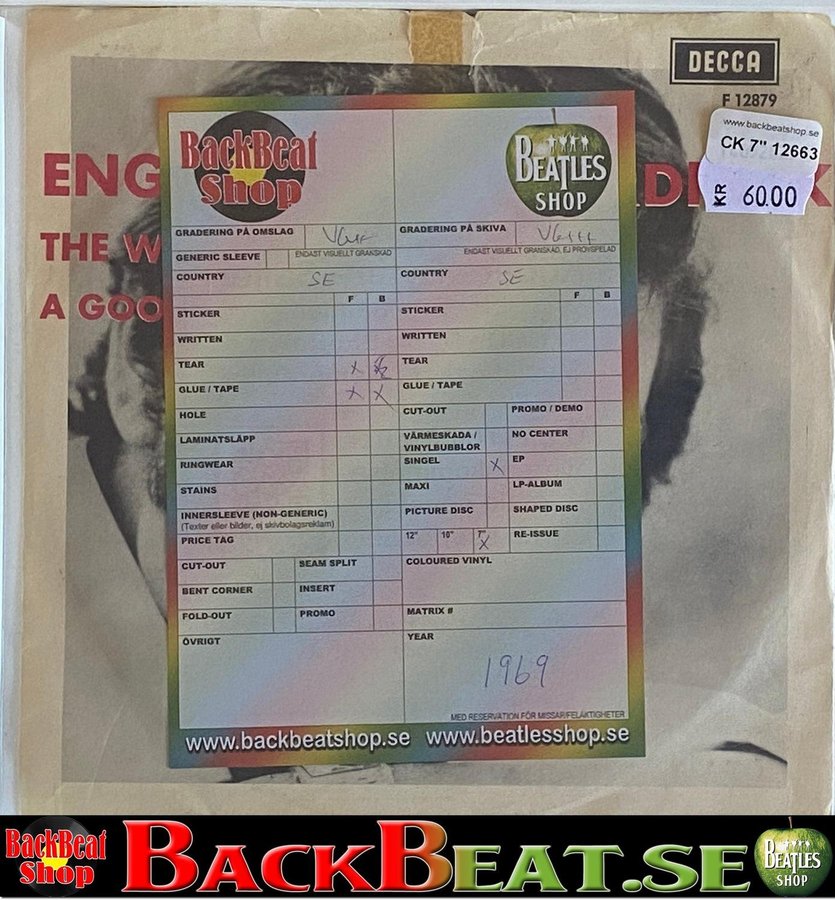 DECCA
F 12879
www.backbeatshop.se
CK 7" 12663
KR 60.00
ENG
THE W
A GOO
BackBeat
Shop
BEATLES
SHOP
GRADERING PÅ OMSLAG
GRADERING PÅ SKIVA
GENERIC SLEEVE
ENDAST VISUELLT GRANSKAD
ENDAST VISUELLT GRANSKAD, EJ PROVSPELAD
COUNTRY SE
COUNTRY SE
F B
F B
STICKER
STICKER
WRITTEN
WRITTEN
TEAR X
TEAR
GLUE / TAPE X X
GLUE / TAPE
HOLE
CUT-OUT PROMO / DEMO
LAMINATSLÄPP
VÄRMESKADA / VINYLBUBBLOR NO CENTER
RINGWEAR
SINGEL X EP
STAINS
MAXI LP-ALBUM
INNERSLEEVE (NON-GENERIC)
(Texter eller bilder, ej skivbolagsreklam)
PICTURE DISC SHAPED DISC
PRICE TAG
12" 10" 7" X RE-ISSUE
CUT-OUT SEAM SPLIT
COLOURED VINYL
BENT CORNER INSERT
FOLD-OUT PROMO
MATRIX #
ÖVRIGT
YEAR
1969
MED RESERVATION FÖR MISSAR/FELAKTIGHETER
www.backbeatshop.se www.beatlesshop.se
BackBeat
Shop
BACKBEAT.SE
BEATLES
SHOP